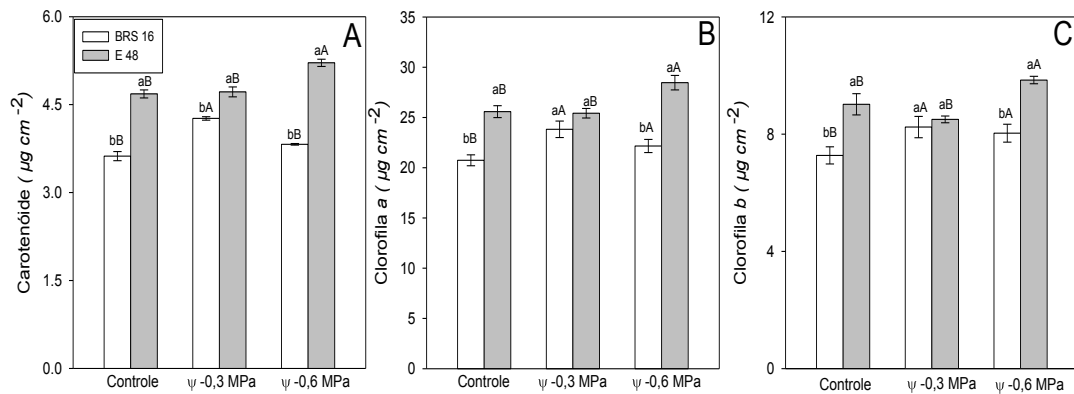 A
BRS 16
E 48
Carotenóide ( µg cm -2)
6.0
4.5
3.0
1.5
0.0
bB
aB
bA
aB
bB
aA
Controle
ψ -0,3 MPa
ψ -0,6 MPa
B
Clorofila a ( µg cm -2)
35
30
25
20
15
10
5
0
bB
aB
aA
aB
bA
aA
Controle
ψ -0,3 MPa
ψ -0,6 MPa
C
Clorofila b ( µg cm -2)
12
8
4
0
bB
aB
aA
aB
bA
aA
Controle
ψ -0,3 MPa
ψ -0,6 MPa